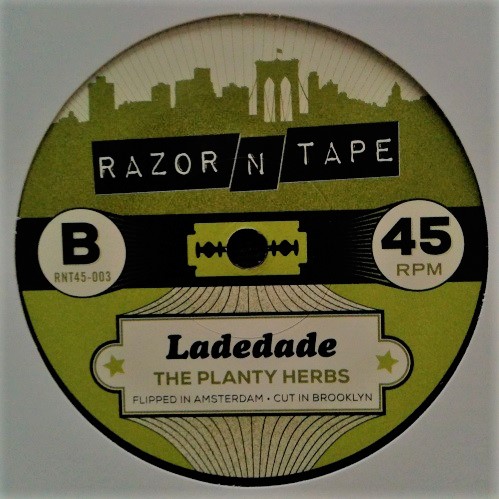 RAZOR N TAPE
B
RNT45-003
45
RPM
Ladedade
THE PLANTY HERBS
FLIPPED IN AMSTERDAM • CUT IN BROOKLYN